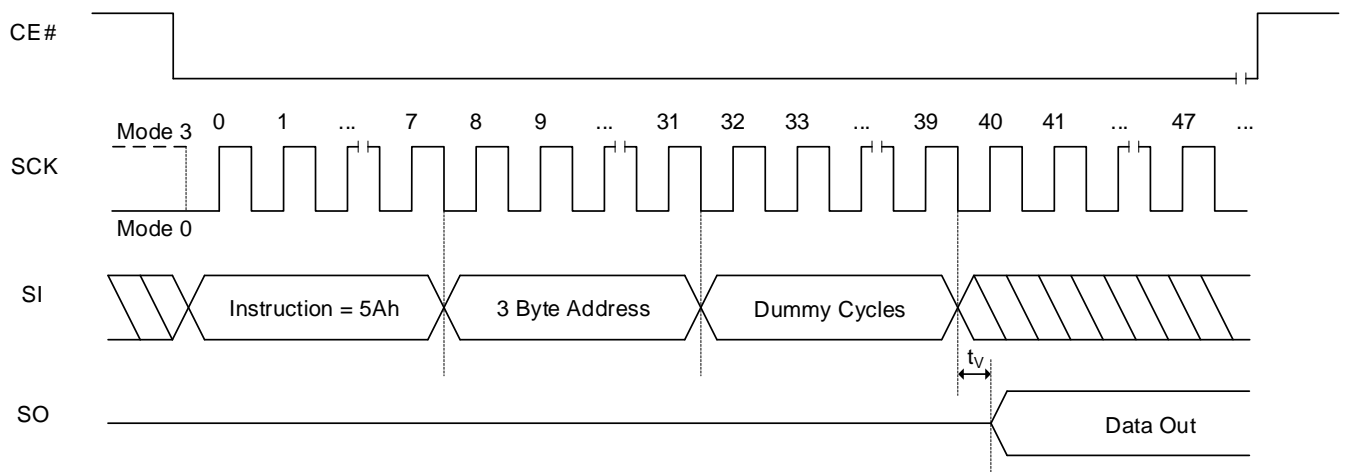 CE#
Mode 3 0 1 ... 7 8 9 ... 31 32 33 ... 39 40 41 ... 47 ...
SCK
Mode 0
SI Instruction = 5Ah 3 Byte Address Dummy Cycles
tV
SO Data Out